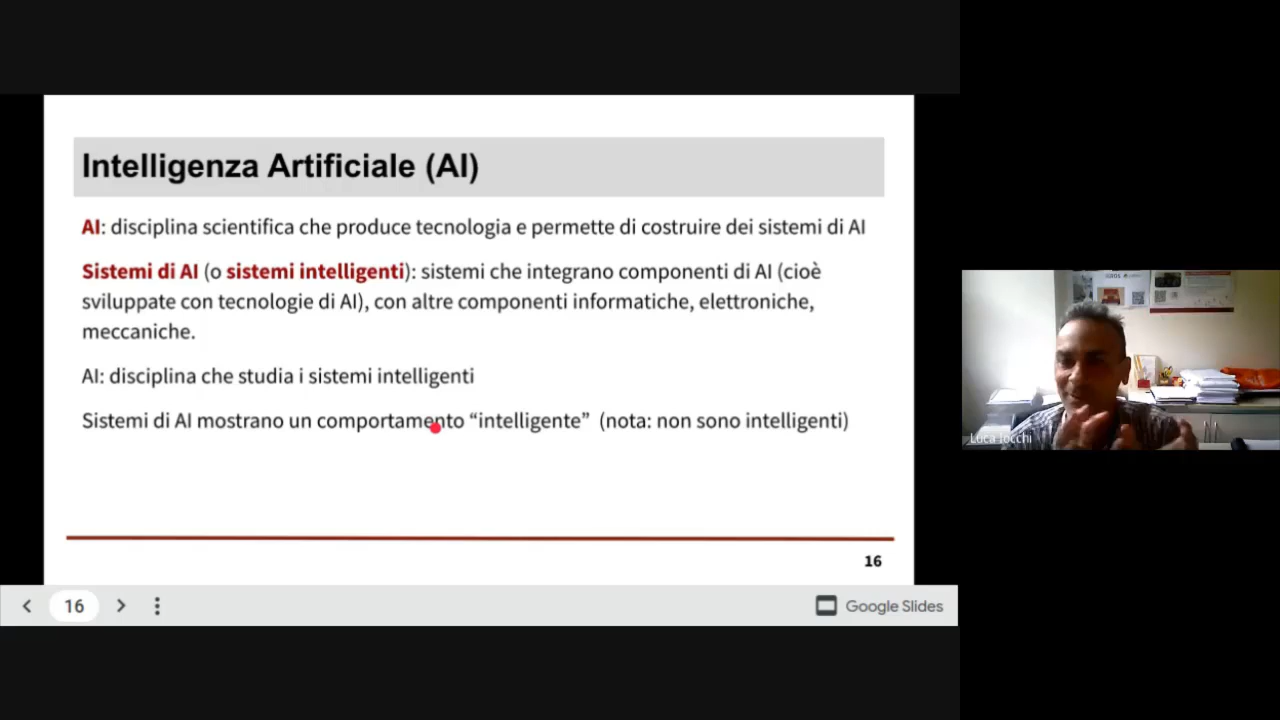 Intelligenza Artificiale (AI)
AI: disciplina scientifica che produce tecnologia e permette di costruire dei sistemi di AI
Sistemi di AI (o sistemi intelligenti): sistemi che integrano componenti di AI (cioè
sviluppate con tecnologie di AI), con altre componenti informatiche, elettroniche,
meccaniche.
AI: disciplina che studia i sistemi intelligenti
Sistemi di AI mostrano un comportamento “intelligente” (nota: non sono intelligenti)
16
16
Google Slides
Luca Iocchi